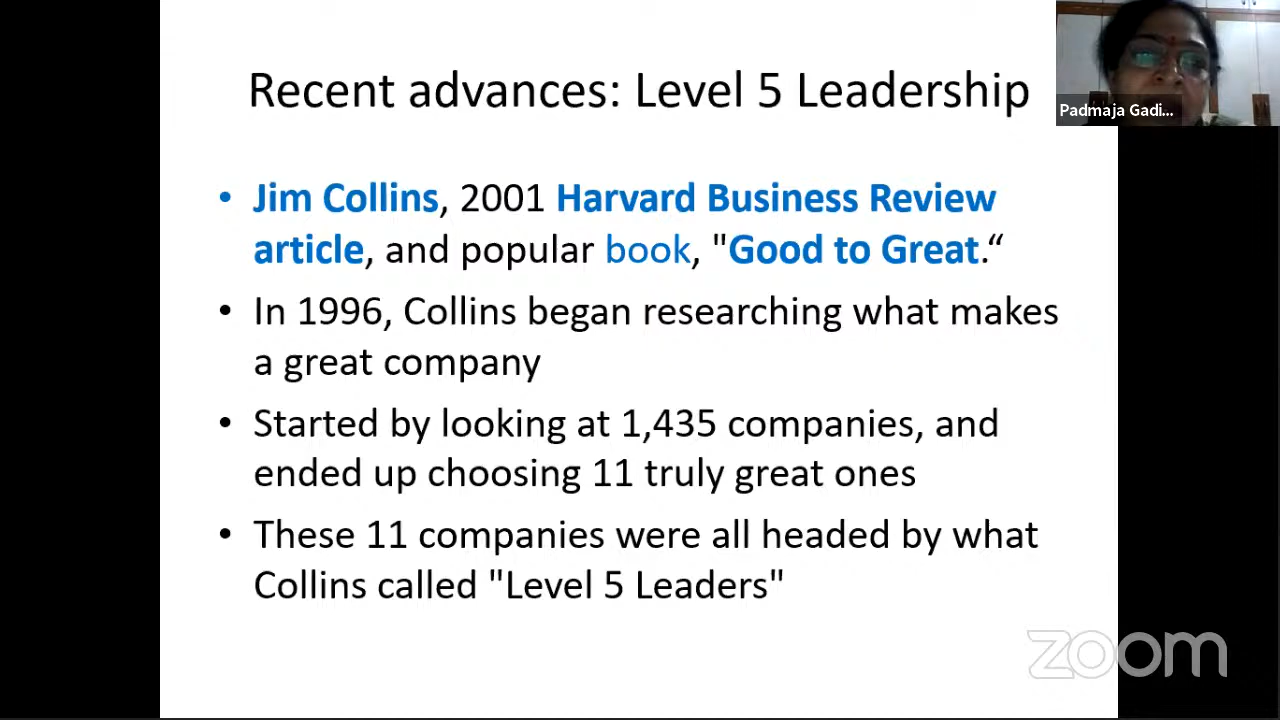 Recent advances: Level 5 Leadership
Padmaja Gadi...
• Jim Collins, 2001 Harvard Business Review
article, and popular book, "Good to Great.“
• In 1996, Collins began researching what makes
a great company
• Started by looking at 1,435 companies, and
ended up choosing 11 truly great ones
• These 11 companies were all headed by what
Collins called "Level 5 Leaders"
zoom